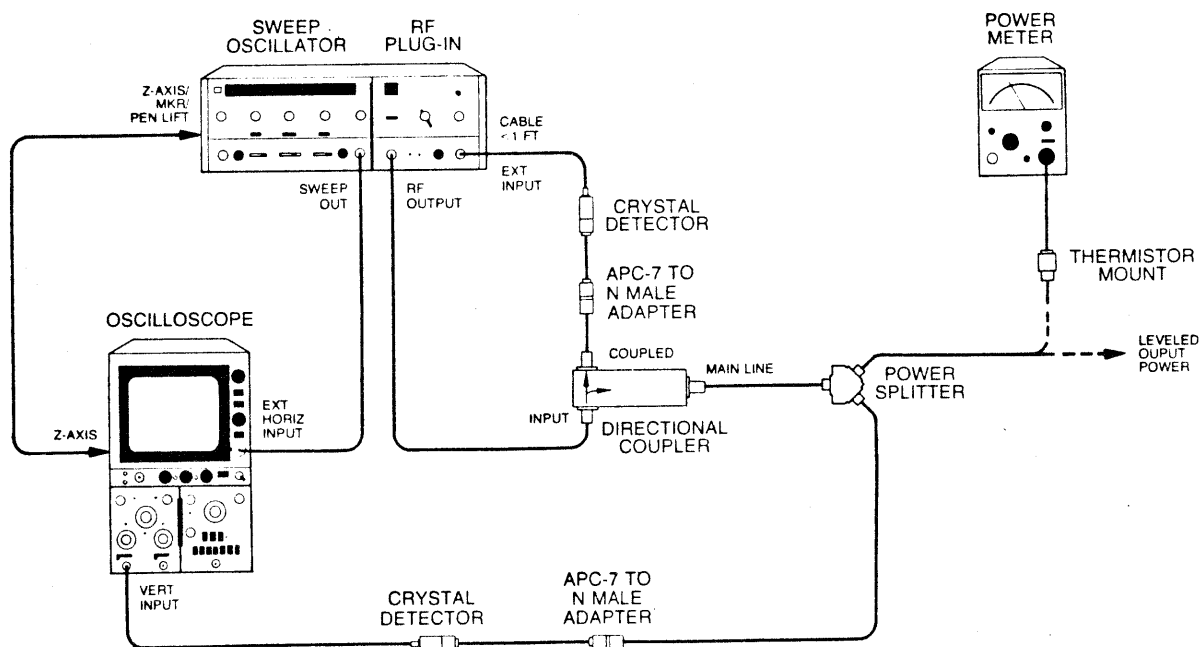 SWEEP
OSCILLATOR
RF
PLUG-IN
POWER
METER
Z-AXIS/
MKR/
PEN LIFT
CABLE
<1 FT
SWEEP
OUT
RF
OUTPUT
EXT
INPUT
CRYSTAL
DETECTOR
THERMISTOR
MOUNT
APC-7 TO
N MALE
ADAPTER
OSCILLOSCOPE
COUPLED
MAIN LINE
LEVELED
OUPUT
POWER
POWER
SPLITTER
EXT
HORIZ
INPUT
INPUT
DIRECTIONAL
COUPLER
Z-AXIS
VERT
INPUT
CRYSTAL
DETECTOR
APC-7 TO
N MALE
ADAPTER